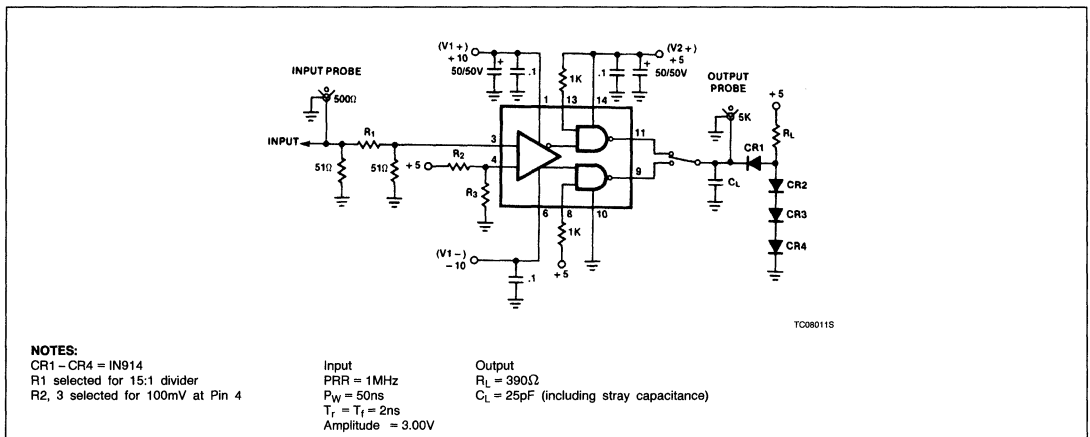 (V1+)
+10
50/50V
+
.1
(V2+)
+5
1K
.1
+
50/50V
INPUT PROBE
500Ω
OUTPUT
PROBE
5K
+5
1
13
14
R1
R2
R3
RL
INPUT
3
4
11
9
51Ω
51Ω
+5
CR1
CL
CR2
CR3
CR4
6
8
10
1K
+5
(V1−)
−10
.1
TC08011S
NOTES:
CR1 – CR4 = IN914
R1 selected for 15:1 divider
R2, 3 selected for 100mV at Pin 4
Input
PRR = 1MHz
PW = 50ns
Tr = Tf = 2ns
Amplitude = 3.00V
Output
RL = 390Ω
CL = 25pF (including stray capacitance)